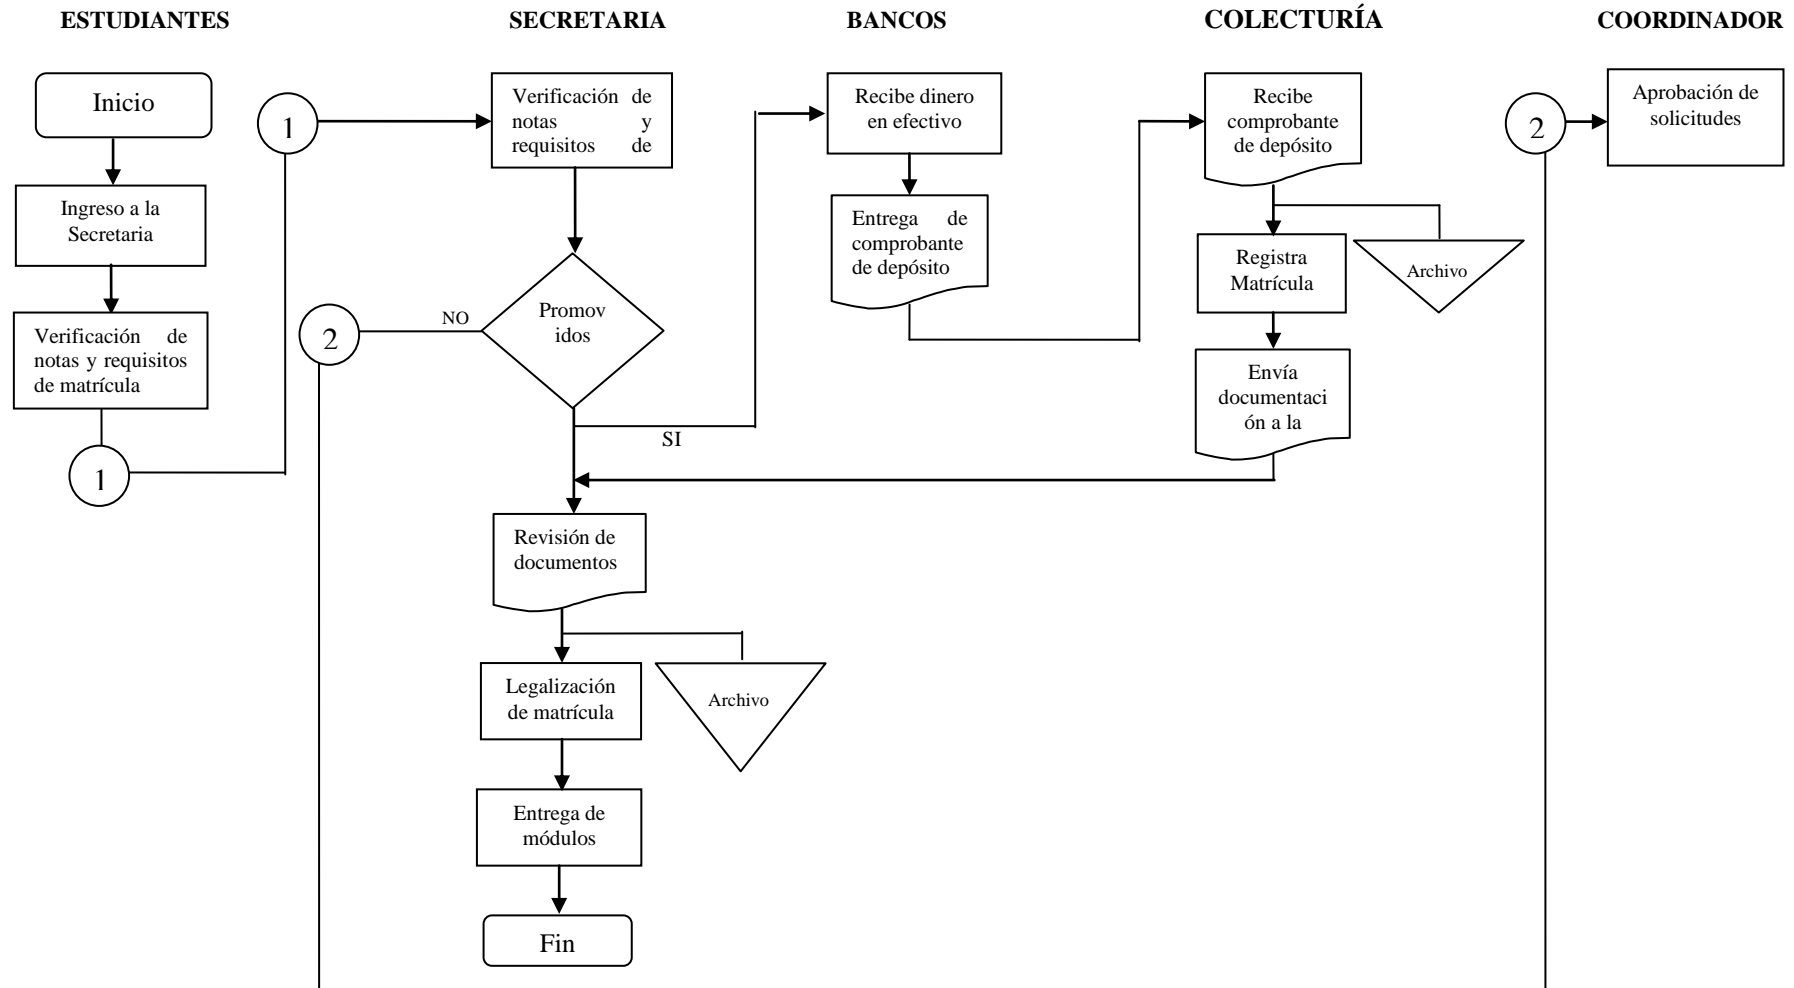 ESTUDIANTES
SECRETARIA
BANCOS
COLECTURÍA
COORDINADOR
Inicio
Ingreso a la
Secretaria
Verificación de
notas y requisitos
de matrícula
1
1
Verificación de
notas y
requisitos de
Promov
idos
NO
2
SI
Revisión de
documentos
Legalización
de matrícula
Archivo
Entrega de
módulos
Fin
Recibe dinero
en efectivo
Entrega de
comprobante
de depósito
Recibe
comprobante
de depósito
Registra
Matrícula
Archivo
Envía
documentaci
ón a la
2
Aprobación de
solicitudes